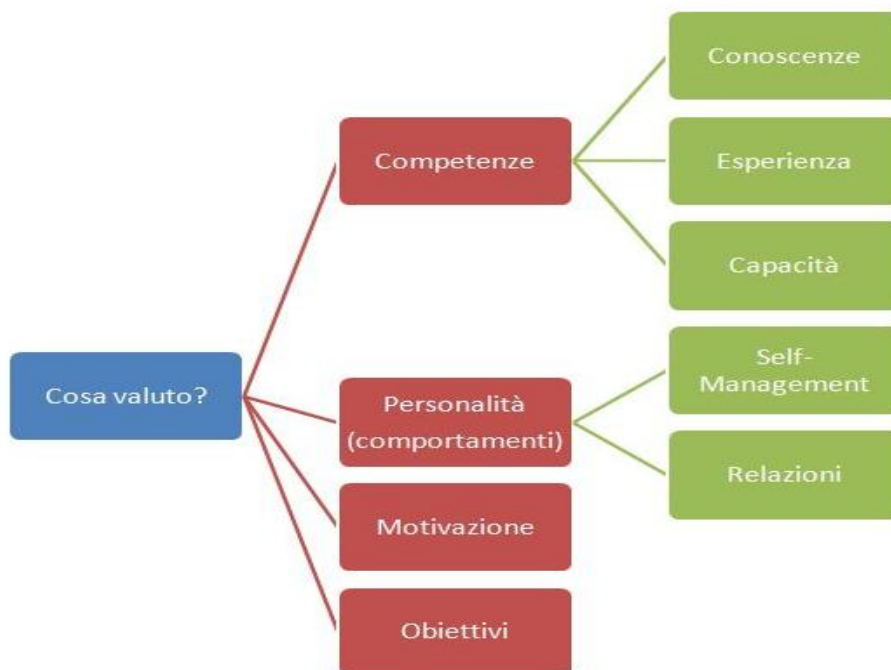 Cosa valuto?
Competenze
Personalità
(comportamenti)
Motivazione
Obiettivi
Conoscenze
Esperienza
Capacità
Self-
Management
Relazioni